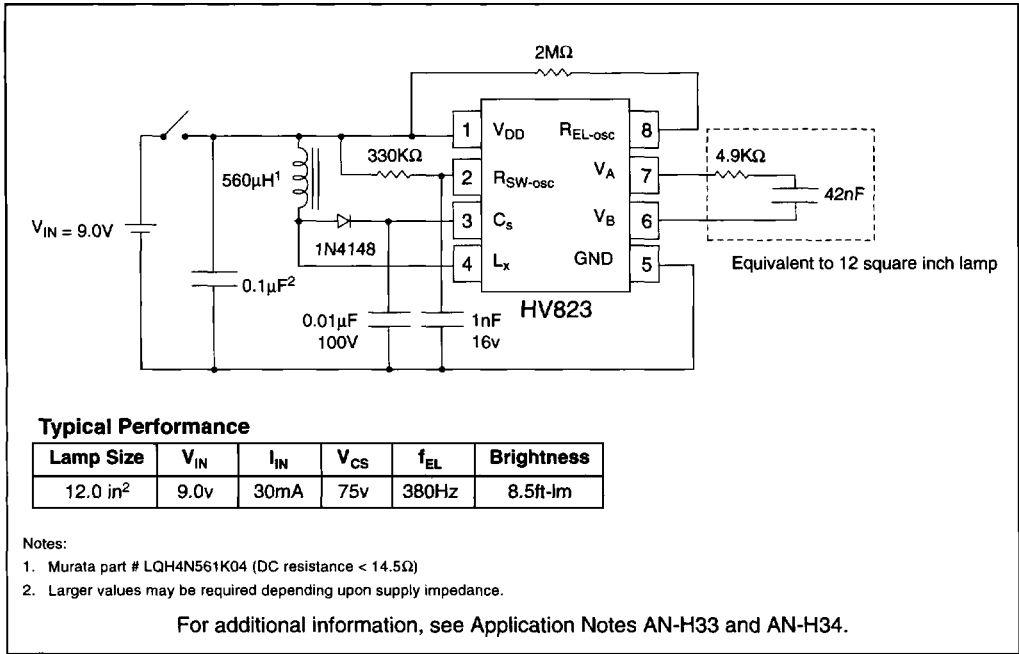 2MΩ
1 V_DD R_EL-osc 8
560μH¹ 330KΩ 2 R_SW-osc V_A 7 4.9KΩ 42nF
V_IN = 9.0V 1N4148 3 C_s V_B 6
4 L_x GND 5 Equivalent to 12 square inch lamp
0.1μF² HV823
0.01μF 1nF
100V 16v
Typical Performance
Lamp Size V_IN I_IN V_CS f_EL Brightness
12.0 in² 9.0v 30mA 75v 380Hz 8.5ft-lm
Notes:
1. Murata part # LQH4N561K04 (DC resistance < 14.5Ω)
2. Larger values may be required depending upon supply impedance.
For additional information, see Application Notes AN-H33 and AN-H34.